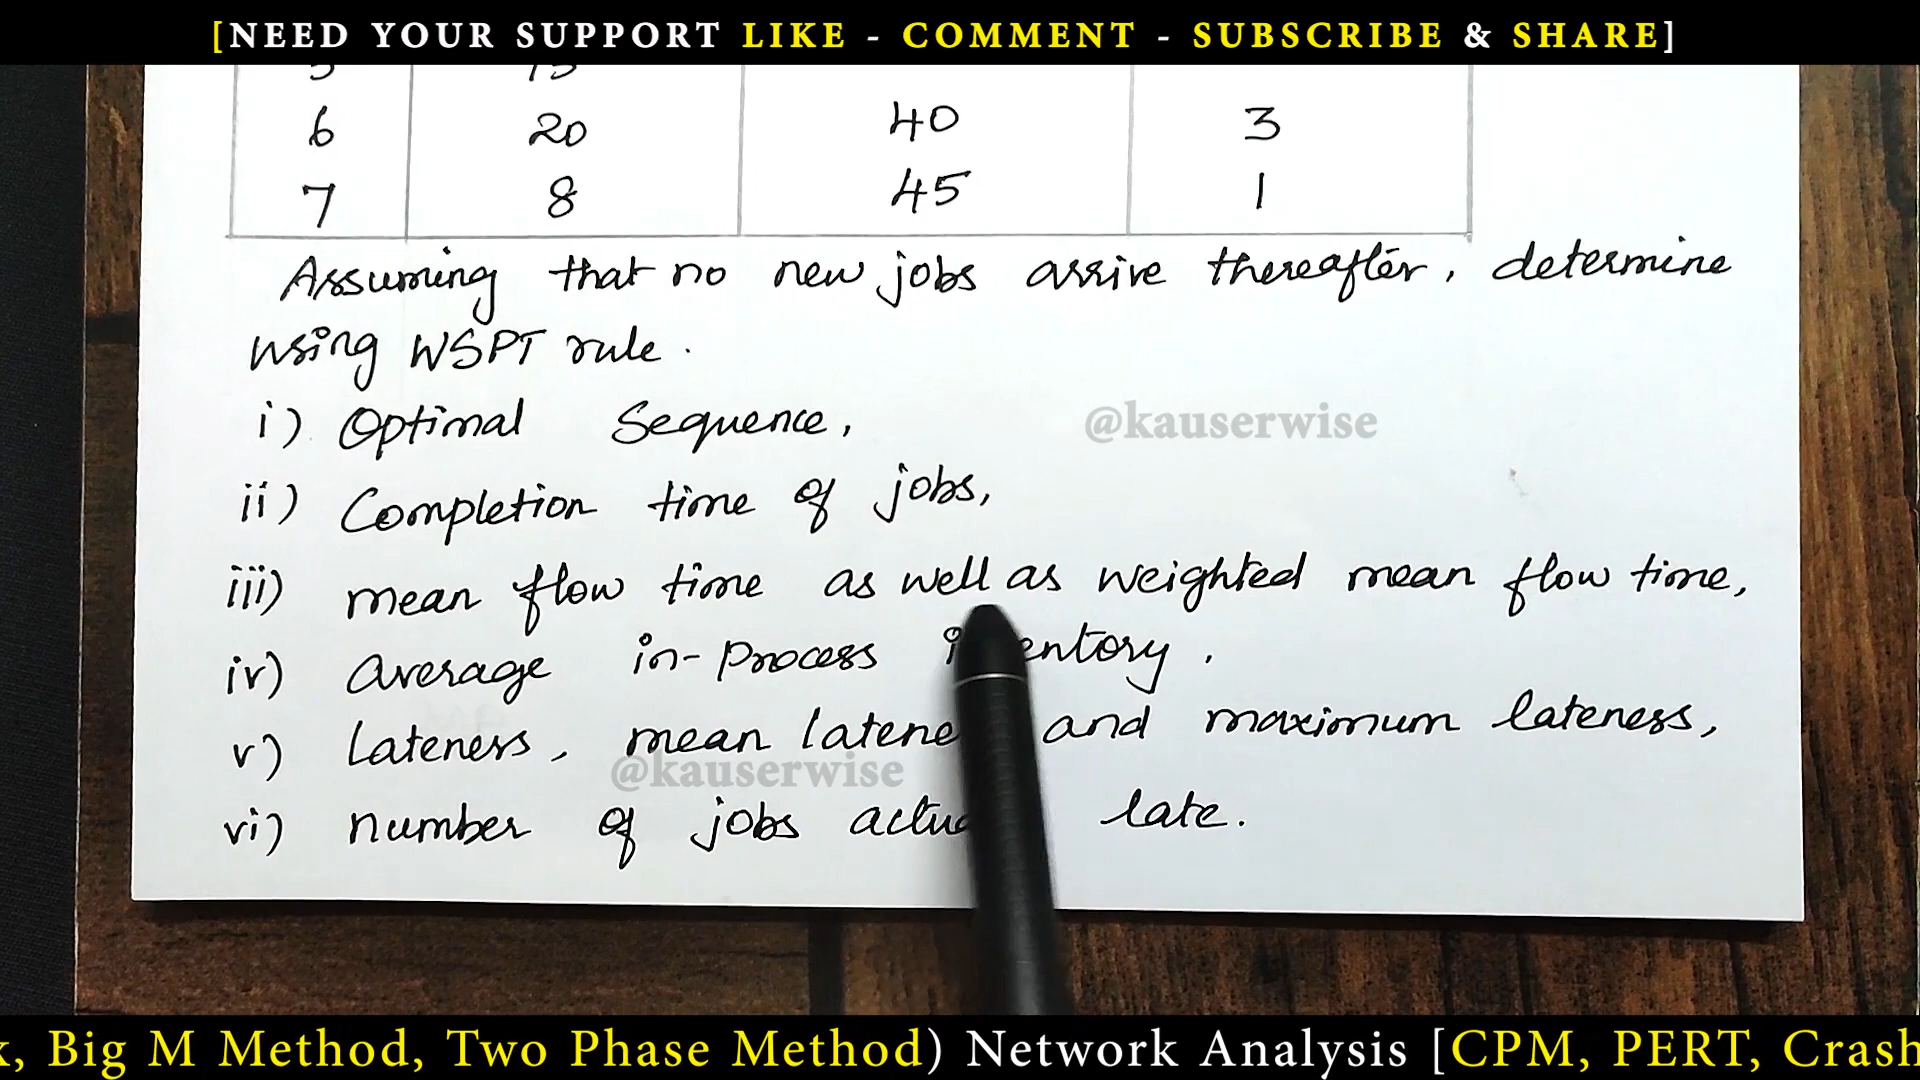 [NEED YOUR SUPPORT LIKE - COMMENT - SUBSCRIBE & SHARE]
5 15
6 20 40 3
7 8 45 1
Assuming that no new jobs arrive thereafter, determine
using WSPT rule.
i) Optimal Sequence,
@kauserwise
ii) Completion time of jobs,
iii) mean flow time as well as weighted mean flow time,
iv) average in-process
v) Lateness, mean and maximum lateness,
@kauserwise
vi) number of jobs late.
, Big M Method, Two Phase Method) Network Analysis [CPM, PERT, Crash